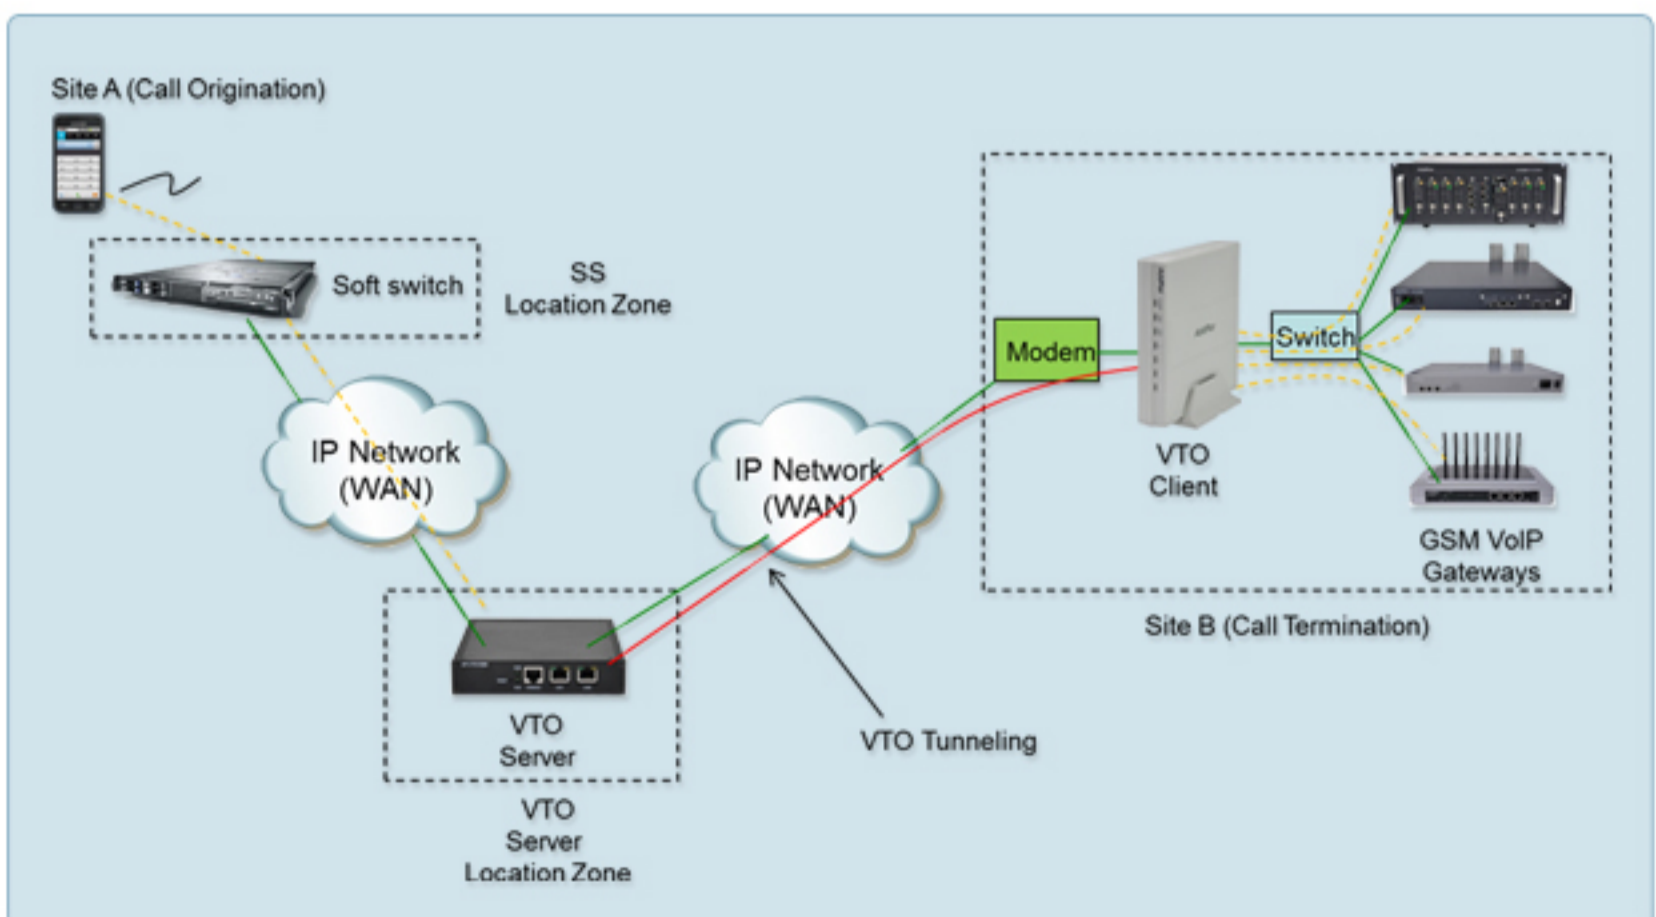 Site A (Call Origination)
Soft switch
SS
Location Zone
IP Network
(WAN)
IP Network
(WAN)
Modem
Switch
VTO
Client
GSM VoIP
Gateways
Site B (Call Termination)
VTO
Server
VTO Tunneling
VTO
Server
Location Zone